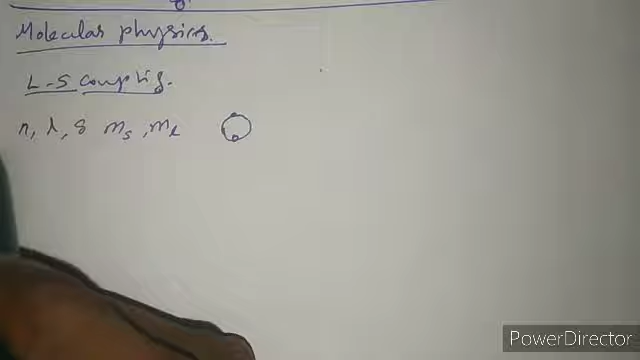 Molecular physics.
L-S Coupling.
n, l, s ms, ml
PowerDirector